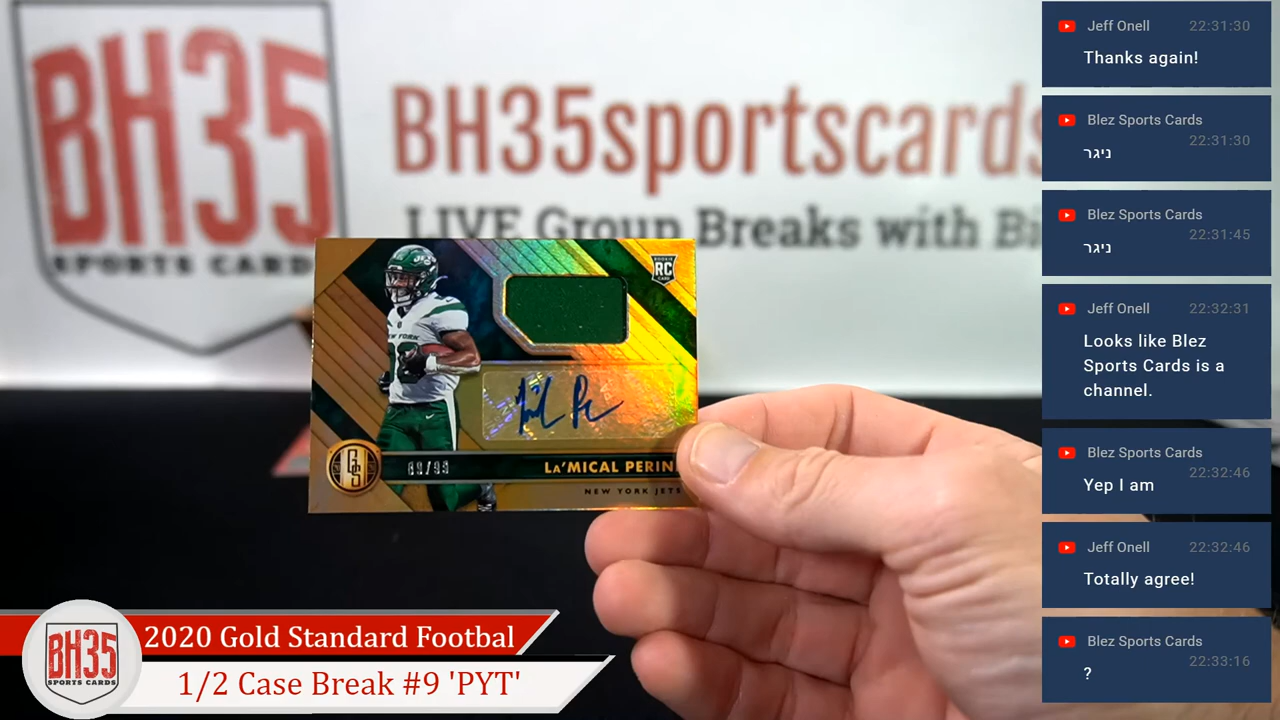 BH35
SPORTS CARDS
BH35sportscards
LIVE Group Breaks with
JETS
ROOKIE
RC
CARD
NEW YORK
GS
LA'MICAL PERIN
NEW YORK JETS
BH35
SPORTS CARDS
2020 Gold Standard Footbal
1/2 Case Break #9 'PYT'
Jeff Onell 22:31:30
Thanks again!
Blez Sports Cards
22:31:30
ניגר
Blez Sports Cards
22:31:45
ניגר
Jeff Onell 22:32:31
Looks like Blez
Sports Cards is a
channel.
Blez Sports Cards
22:32:46
Yep I am
Jeff Onell 22:32:46
Totally agree!
Blez Sports Cards
22:33:16
?